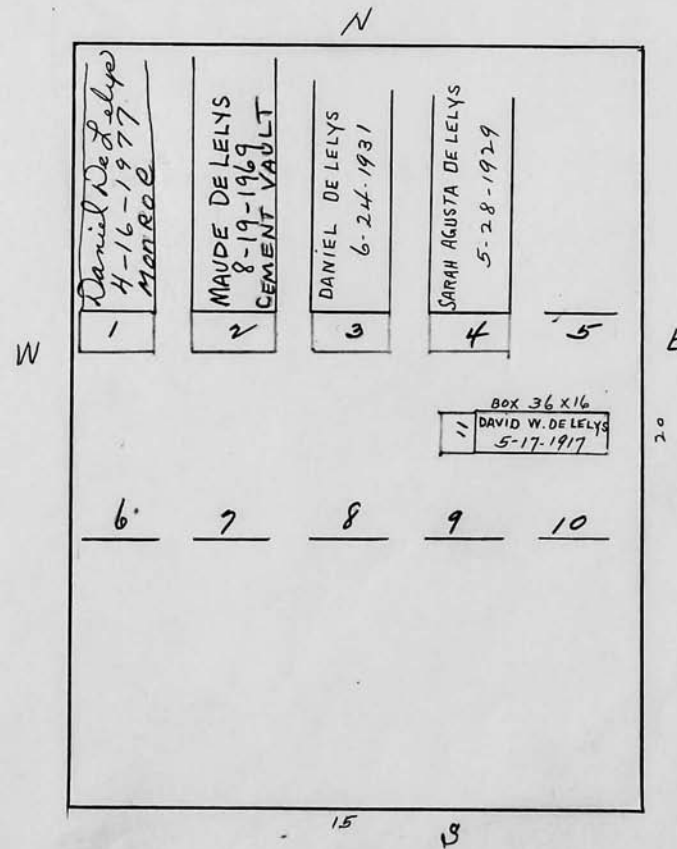 N
Daniel De Lelys
4-16-1977
MONROE
MAUDE DE LELYS
8-19-1969
CEMENT VAULT
DANIEL DE LELYS
6-24-1931
SARAH AGUSTA DE LELYS
5-28-1929
1
2
3
4
5
W
E
BOX 36 X 16
11
DAVID W. DE LELYS
5-17-1917
20
6.
7
8
9
10
15
S